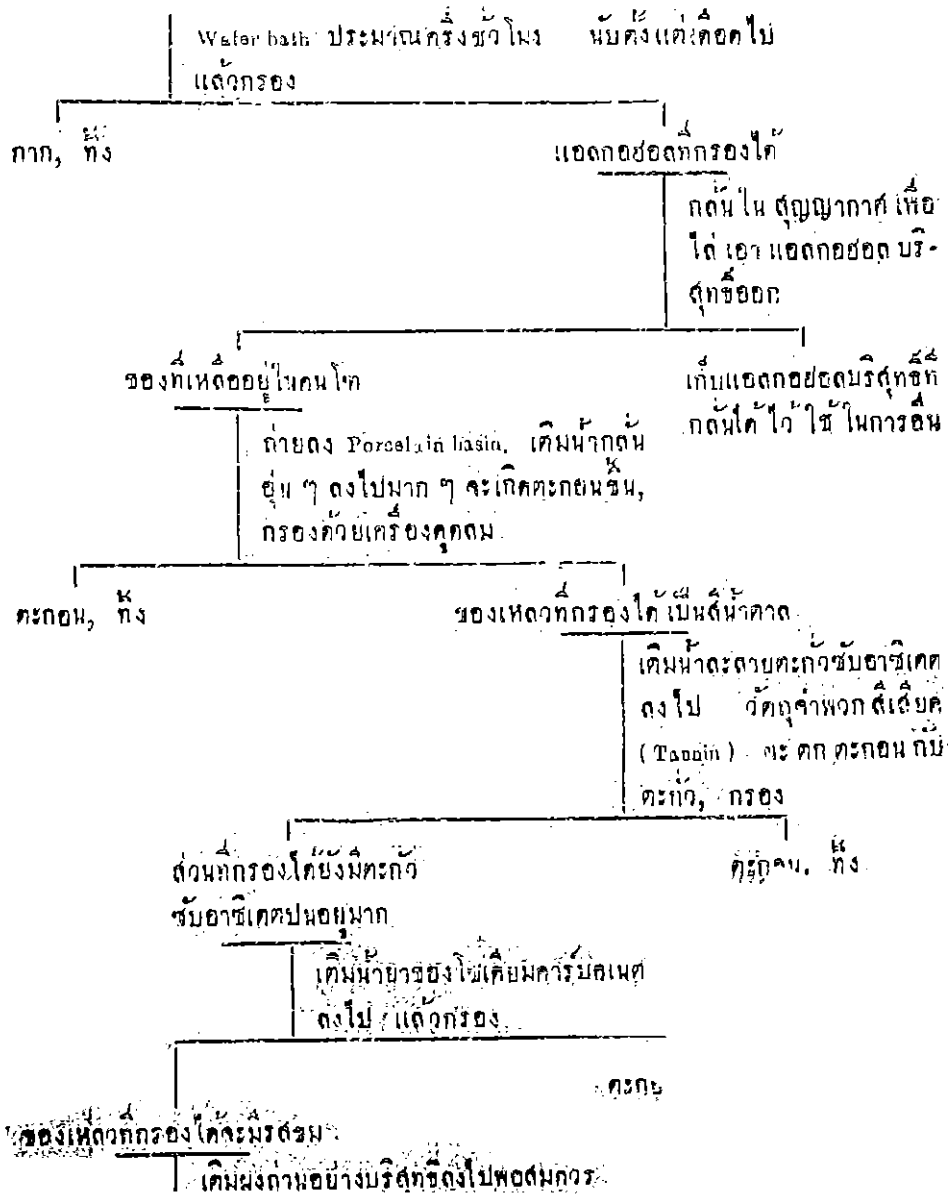 Water bath ประมาณครึ่งชั่วโมง นับตั้งแต่เดือดไป
แล้วกรอง
กาก, ทิ้ง
แอลกอฮอลที่กรองได้
กลั่นใน สุญญากาศ เพื่อ
ไล่ เอา แอลกอฮอล บริ-
สุทธิ์ออก
ของที่เหลืออยู่ในคนโท
เก็บแอลกอฮอลบริสุทธิ์ที่
กลั่นได้ ไว้ ใช้ ในการอื่น
ถ่ายลง Porcelain basin. เติมน้ำกลั่น
อุ่น ๆ ลงไปมาก ๆ จะเกิดตะกอนขึ้น,
กรองด้วยเครื่องดูดลม
ตะกอน, ทิ้ง
ของเหลวที่กรองได้ เป็นสีน้ำตาล
เติมน้ำละลายตะกั่วซับอาซิเตต
ลงไป วัตถุจำพวก สีเสียด
(Tannin) จะ ตก ตะกอน กับ
ตะกั่ว, กรอง
ส่วนที่กรองได้ยังมีตะกั่ว
ซับอาซิเตตปนอยู่มาก
ตะกอน, ทิ้ง
เติมน้ำยาของโซเดียมคาร์บอเนต
ลงไป แล้วกรอง
ของเหลวที่กรองได้จะมีรสขม
เติมผงถ่านอย่างบริสุทธิ์ลงไปพอสมควร